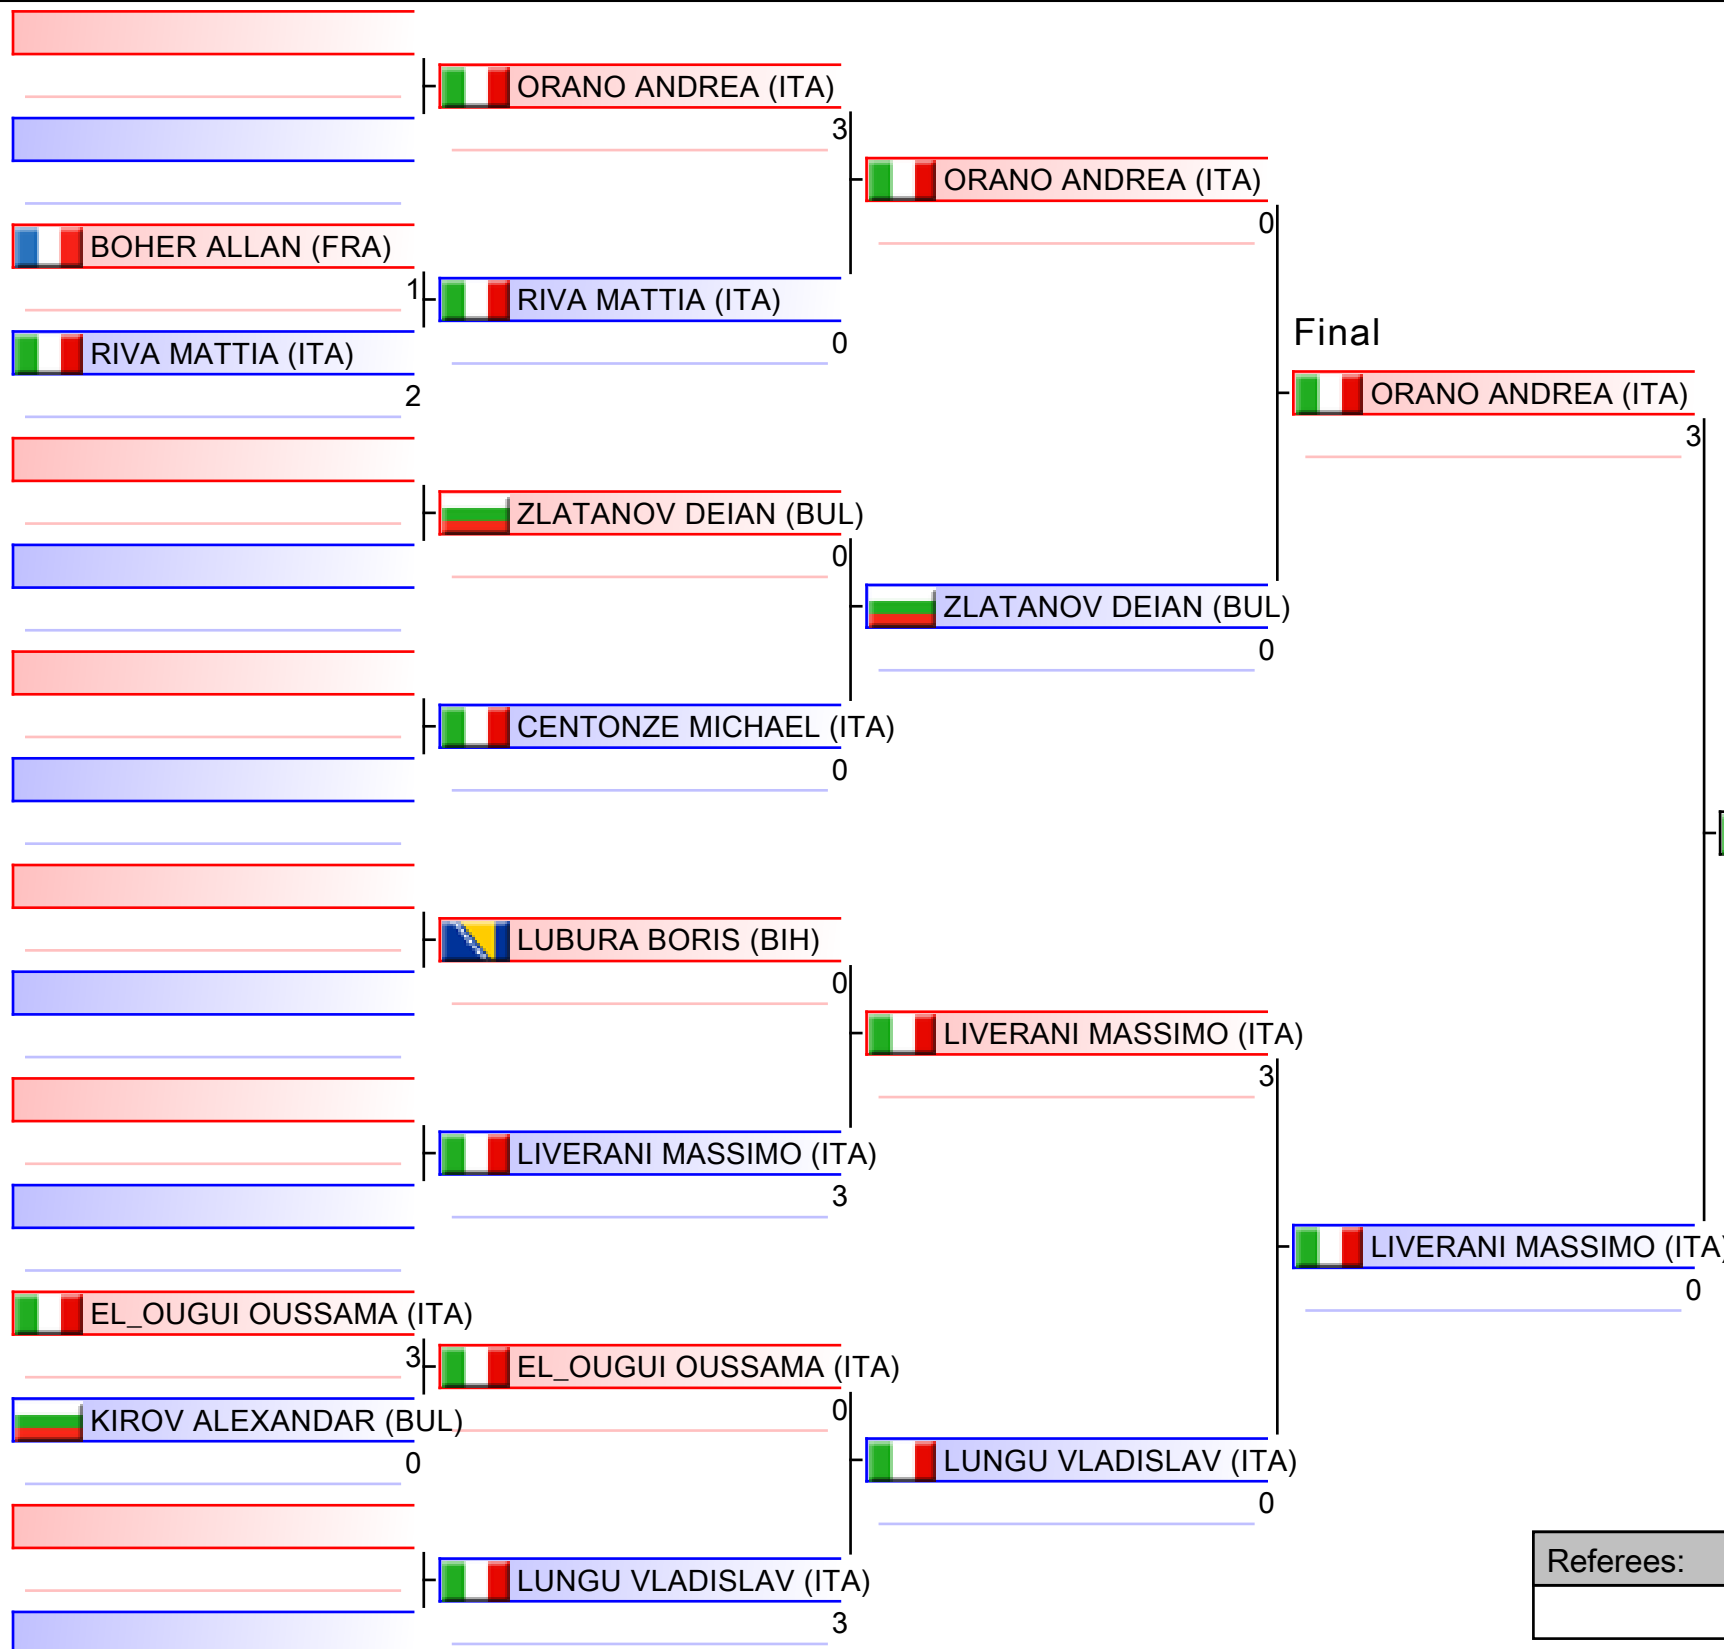 ORANO ANDREA (ITA)
3
ORANO ANDREA (ITA)
0
BOHER ALLAN (FRA)
1
RIVA MATTIA (ITA)
0
RIVA MATTIA (ITA)
2
Final
ORANO ANDREA (ITA)
3
ZLATANOV DEIAN (BUL)
0
ZLATANOV DEIAN (BUL)
0
CENTONZE MICHAEL (ITA)
0
LUBURA BORIS (BIH)
0
LIVERANI MASSIMO (ITA)
3
LIVERANI MASSIMO (ITA)
3
LIVERANI MASSIMO (ITA)
0
EL_OUGUI OUSSAMA (ITA)
3
EL_OUGUI OUSSAMA (ITA)
0
KIROV ALEXANDAR (BUL)
0
LUNGU VLADISLAV (ITA)
0
LUNGU VLADISLAV (ITA)
3
Referees: